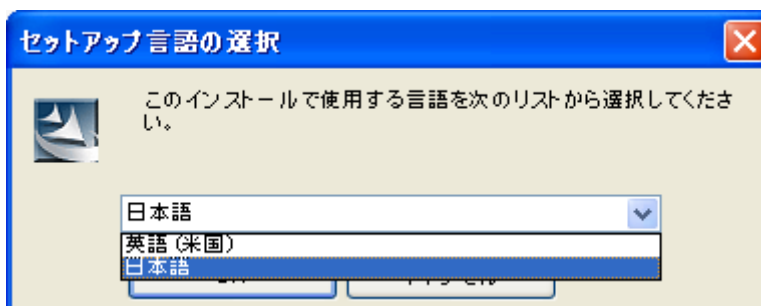 セットアップ言語の選択
このインストールで使用する言語を次のリストから選択してくださ
い。
日本語
英語 (米国)
日本語